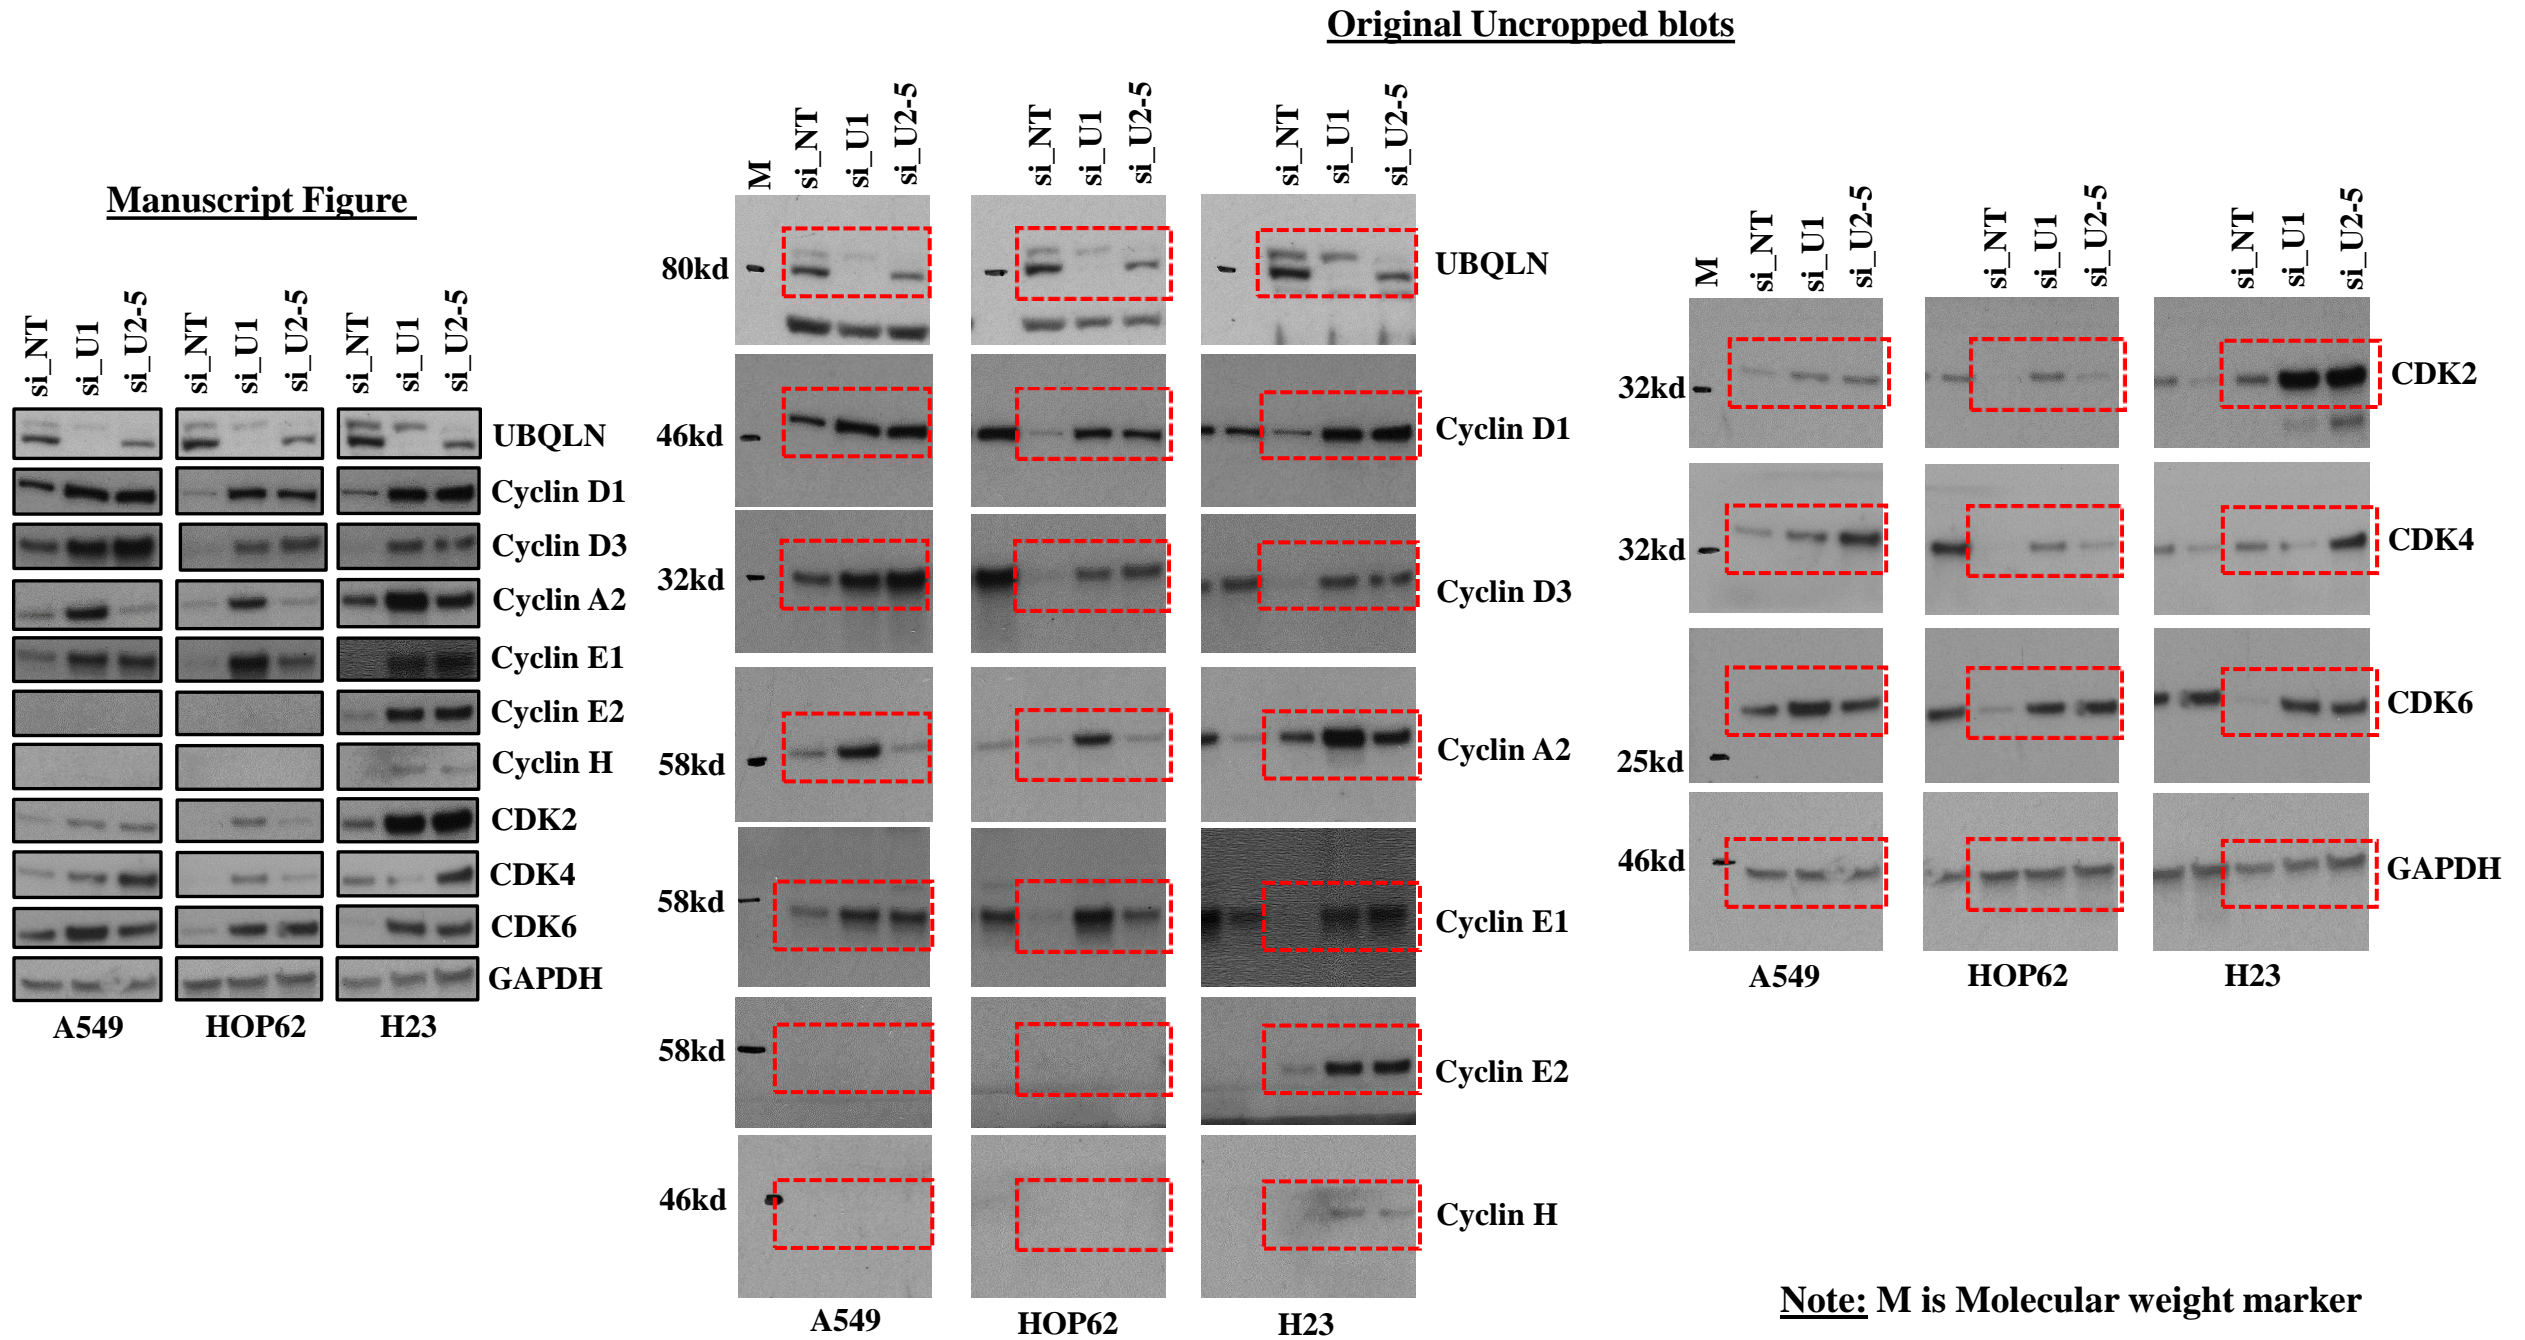 Original Uncropped blots
Manuscript Figure
si_NT si_U1 si_U2-5 si_NT si_U1 si_U2-5 si_NT si_U1 si_U2-5
UBQLN
Cyclin D1
Cyclin D3
Cyclin A2
Cyclin E1
Cyclin E2
Cyclin H
CDK2
CDK4
CDK6
GAPDH
A549 HOP62 H23
M si_NT si_U1 si_U2-5 si_NT si_U1 si_U2-5 si_NT si_U1 si_U2-5
80kd UBQLN
46kd Cyclin D1
32kd Cyclin D3
58kd Cyclin A2
58kd Cyclin E1
58kd Cyclin E2
46kd Cyclin H
A549 HOP62 H23
M si_NT si_U1 si_U2-5 si_NT si_U1 si_U2-5 si_NT si_U1 si_U2-5
32kd CDK2
32kd CDK4
25kd CDK6
46kd GAPDH
A549 HOP62 H23
Note: M is Molecular weight marker